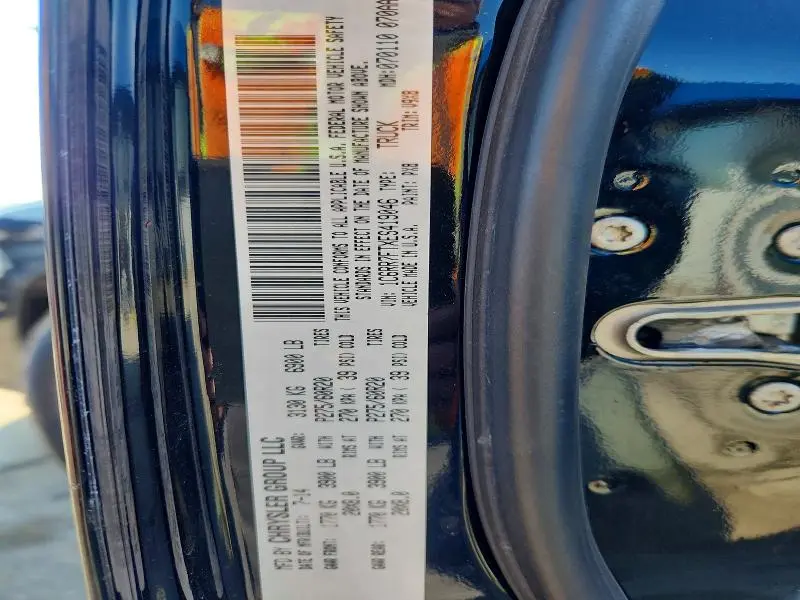 MFD BY CHRYSLER GROUP LLC
DATE OF MFR(BUILT): 7-14 GVWR: 3130 KG 6900 LB
GAWR FRONT: 1770 KG 3900 LB WITH P275/60R20 TIRES
20X8.0 RIMS AT 270 KPA ( 39 PSI) COLD
GAWR REAR: 1770 KG 3900 LB WITH P275/60R20 TIRES
20X8.0 RIMS AT 270 KPA ( 39 PSI) COLD
THIS VEHICLE CONFORMS TO ALL APPLICABLE U.S.A. FEDERAL MOTOR VEHICLE SAFETY
STANDARDS IN EFFECT ON THE DATE OF MANUFACTURE SHOWN ABOVE.
VIN: TYPE: TRUCK MDH: 070110 070AA
VEHICLE MADE IN U.S.A. PAINT: PXB TRIM: V9X8